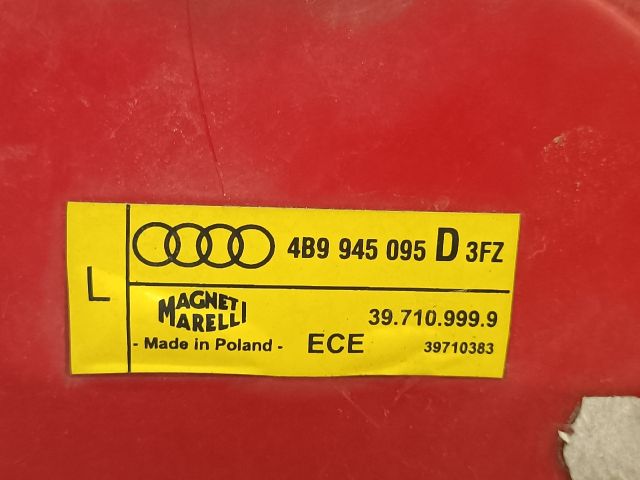 L
4B9 945 095 D 3FZ
MAGNETI MARELLI
39.710.999.9
- Made in Poland - ECE 39710383